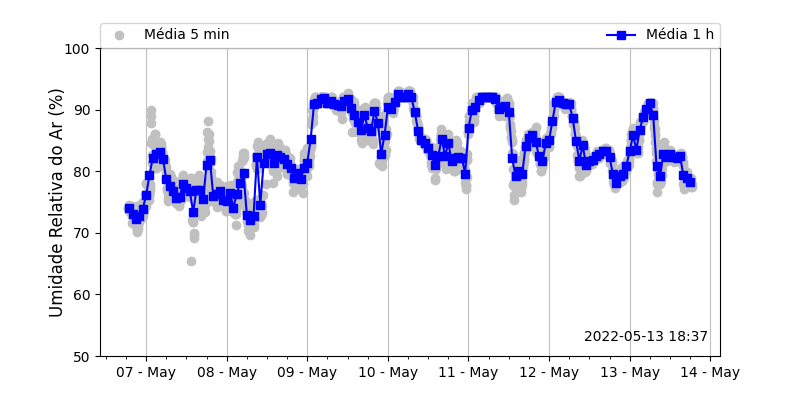 Média 5 min
Média 1 h
Umidade Relativa do Ar (%)
100
90
80
70
60
50
2022-05-13 18:37
07 - May
08 - May
09 - May
10 - May
11 - May
12 - May
13 - May
14 - May